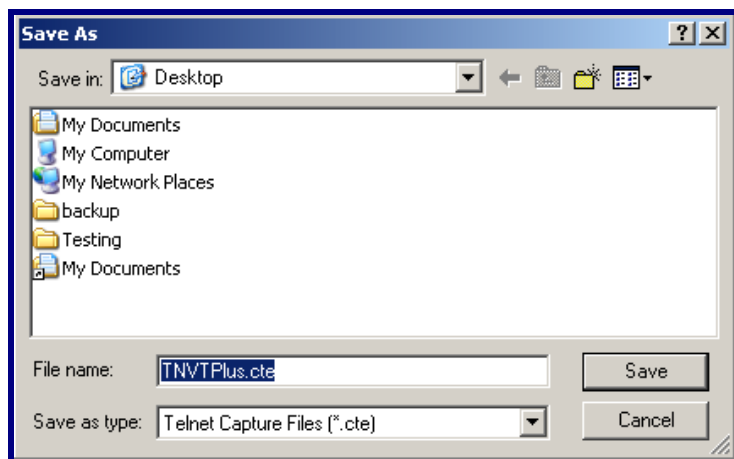 Save As
Save in: Desktop
My Documents
My Computer
My Network Places
backup
Testing
My Documents
File name: TNVTPlus.cte Save
Save as type: Telnet Capture Files (*.cte) Cancel